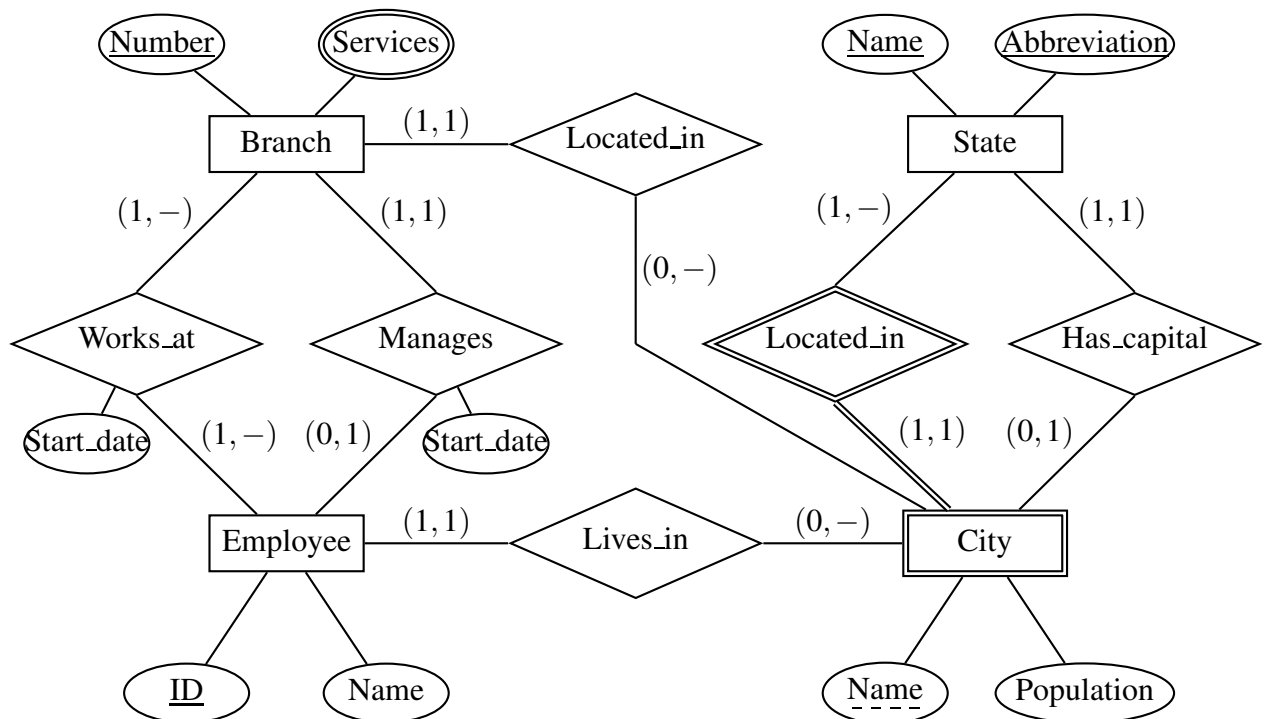 Number
Services
Name
Abbreviation
Branch
(1, 1)
Located_in
State
(1, −)
(1, 1)
(1, −)
(1, 1)
(0, −)
Works_at
Manages
Located_in
Has_capital
Start_date
(1, −)
(0, 1)
Start_date
(1, 1)
(0, 1)
Employee
(1, 1)
Lives_in
(0, −)
City
ID
Name
Name
Population